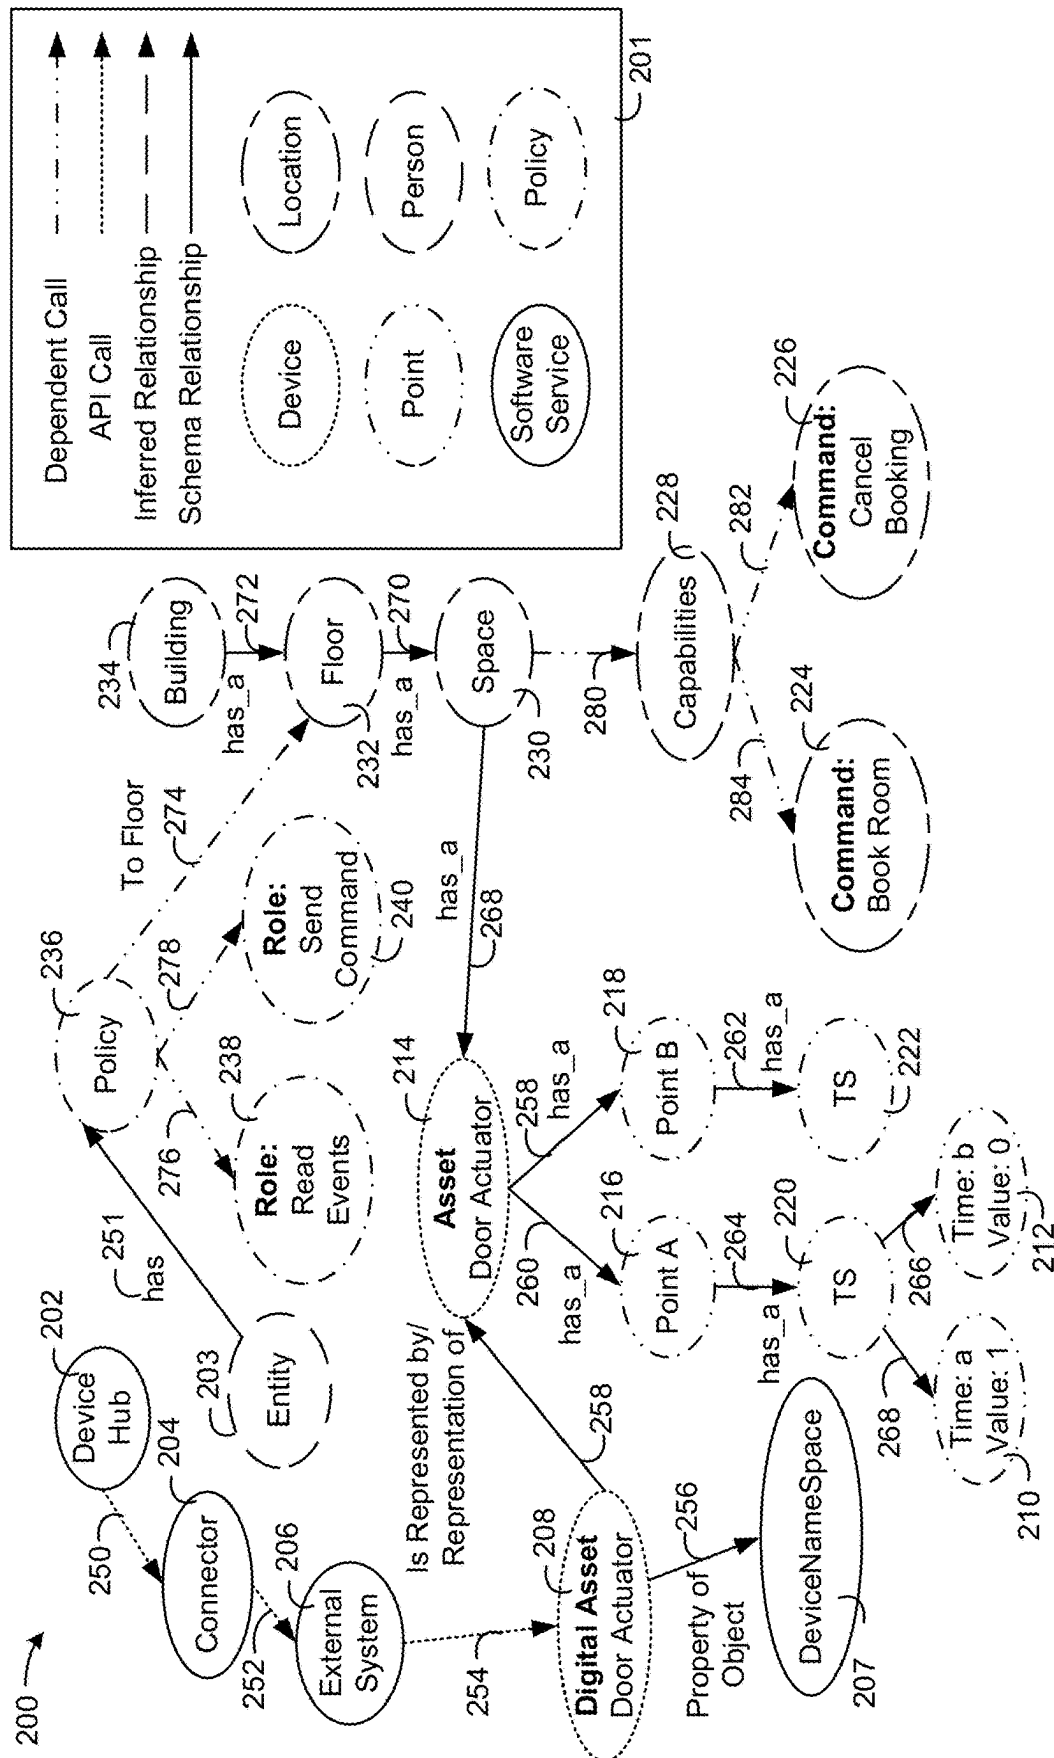 200
Device
Hub
202
250
Connector
204
252
External
System
206
254
Digital Asset
Door Actuator
208
Property of
Object
256
DeviceNameSpace
207
Entity
203
251
has
Is Represented by/
Representation of
258
Policy
236
276
278
To Floor
274
Role:
Read
Events
238
Role:
Send
Command
240
Asset
Door Actuator
214
has_a
268
260
has_a
258
has_a
Point A
216
Point B
218
264
has_a
262
has_a
TS
220
TS
222
268
266
Time: a
Value: 1
210
Time: b
Value: 0
212
Building
234
has_a
272
Floor
232
has_a
270
Space
230
280
Capabilities
228
284
282
Command:
Book Room
224
Command:
Cancel
Booking
226
Dependent Call
API Call
Inferred Relationship
Schema Relationship
Device
Location
Point
Person
Software
Service
Policy
201